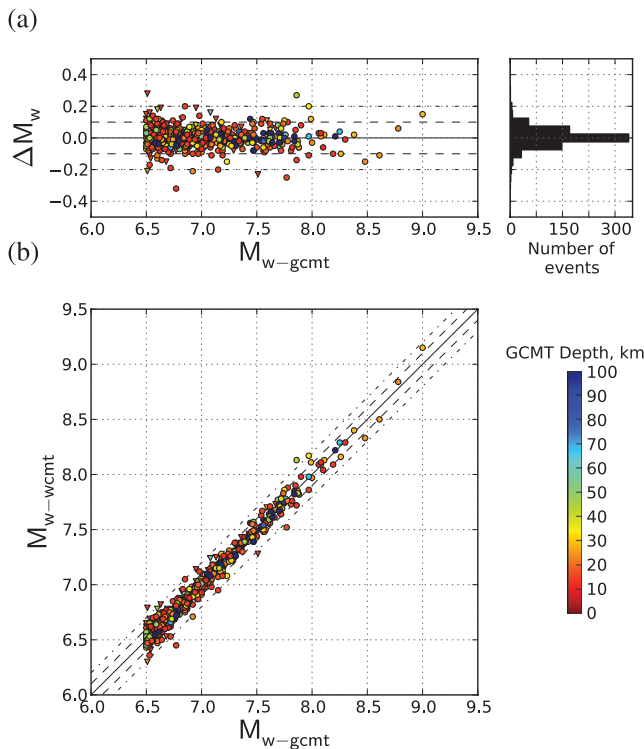 (a)
0.4
0.2
0.0
−0.2
−0.4
ΔMw
6.0 6.5 7.0 7.5 8.0 8.5 9.0 9.5
Mw−gcmt
0 150 300
Number of
events
(b)
9.5
9.0
8.5
8.0
7.5
7.0
6.5
6.0
Mw−wcmt
6.0 6.5 7.0 7.5 8.0 8.5 9.0 9.5
Mw−gcmt
GCMT Depth, km
100
90
80
70
60
50
40
30
20
10
0